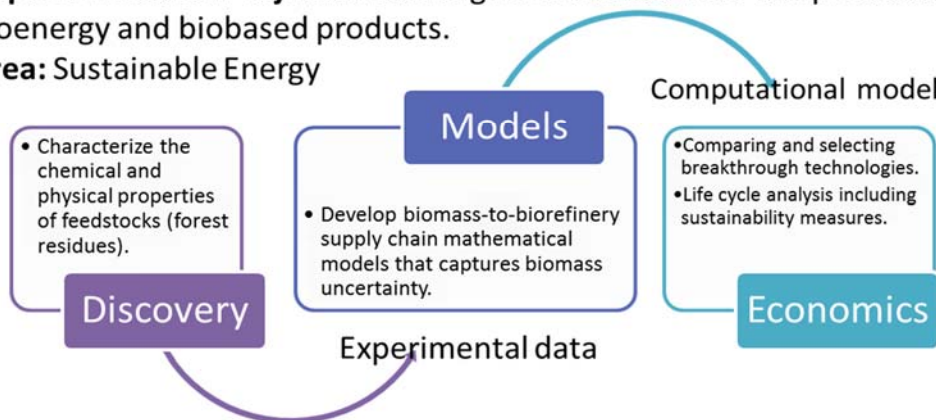 oenergy and biobased products.
rea: Sustainable Energy
Computational model
Models
• Characterize the
chemical and
physical properties
of feedstocks (forest
residues).
Discovery
• Develop biomass-to-biorefinery
supply chain mathematical
models that captures biomass
uncertainty.
Experimental data
•Comparing and selecting
breakthrough technologies.
•Life cycle analysis including
sustainability measures.
Economics